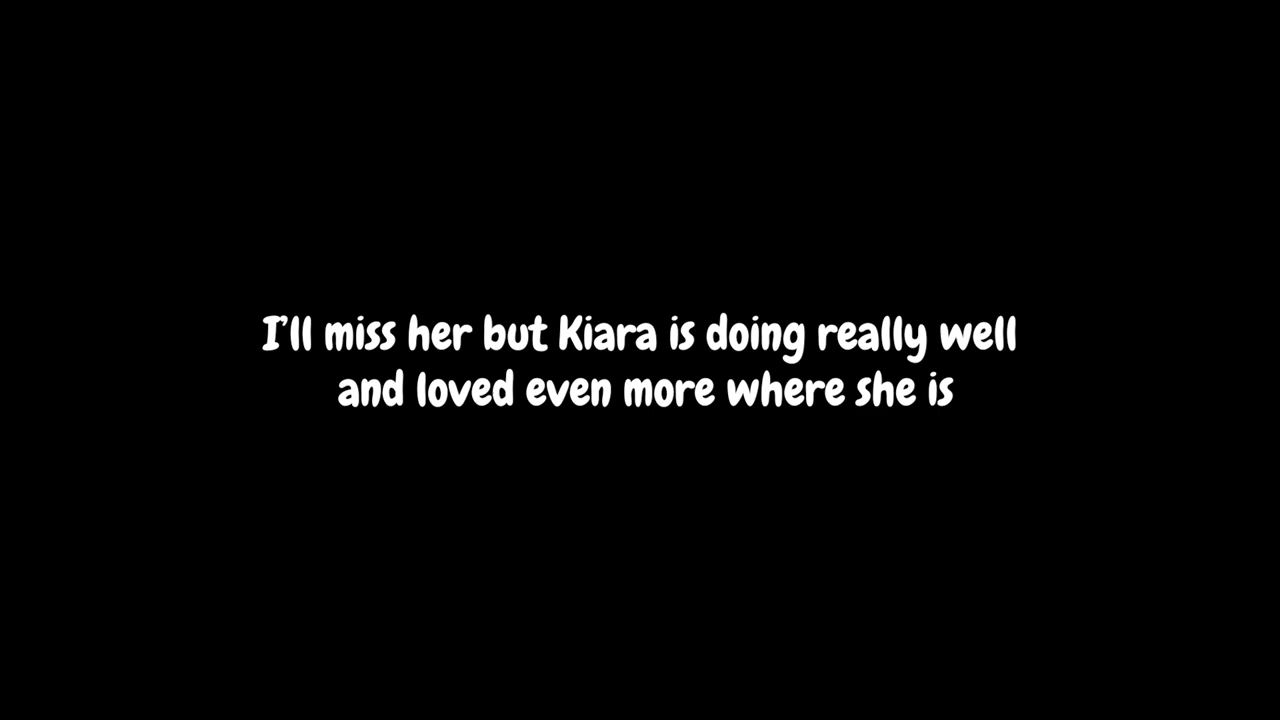 I'll miss her but Kiara is doing really well
and loved even more where she is